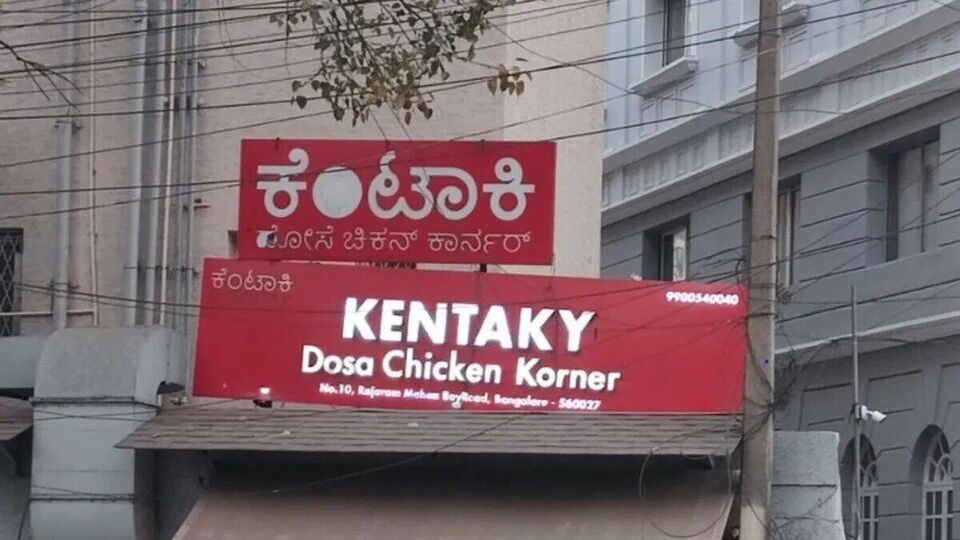 ಕೆಂಟಾಕಿ
ದೋಸೆ ಚಿಕನ್ ಕಾರ್ನರ್
ಕೆಂಟಾಕಿ
9900540040
KENTAKY
Dosa Chicken Korner
No.10, Rajaram Mohan Roy Road, Bangalore - 560027